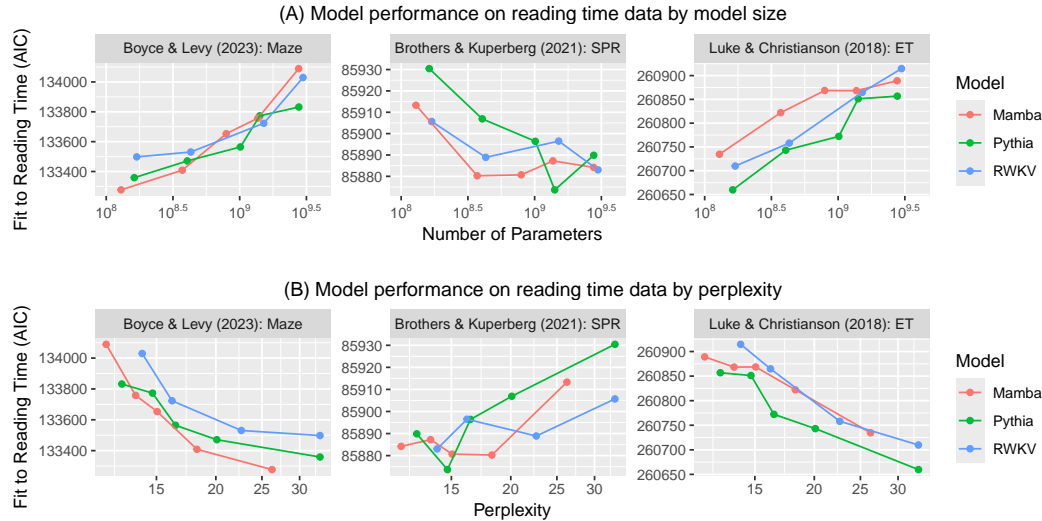 (A) Model performance on reading time data by model size
Boyce & Levy (2023): Maze
Brothers & Kuperberg (2021): SPR
Luke & Christianson (2018): ET
Fit to Reading Time (AIC)
134000
133800
133600
133400
85930
85910
85900
85890
85880
260900
260850
260800
260750
260700
260650
10^8 10^8.5 10^9 10^9.5
10^8 10^8.5 10^9 10^9.5
10^8 10^8.5 10^9 10^9.5
Number of Parameters
Model
Mamba
Pythia
RWKV
(B) Model performance on reading time data by perplexity
Boyce & Levy (2023): Maze
Brothers & Kuperberg (2021): SPR
Luke & Christianson (2018): ET
Fit to Reading Time (AIC)
134000
133800
133600
133400
85930
85910
85900
85890
85880
260900
260850
260800
260750
260700
260650
15 20 25 30
15 20 25 30
15 20 25 30
Perplexity
Model
Mamba
Pythia
RWKV